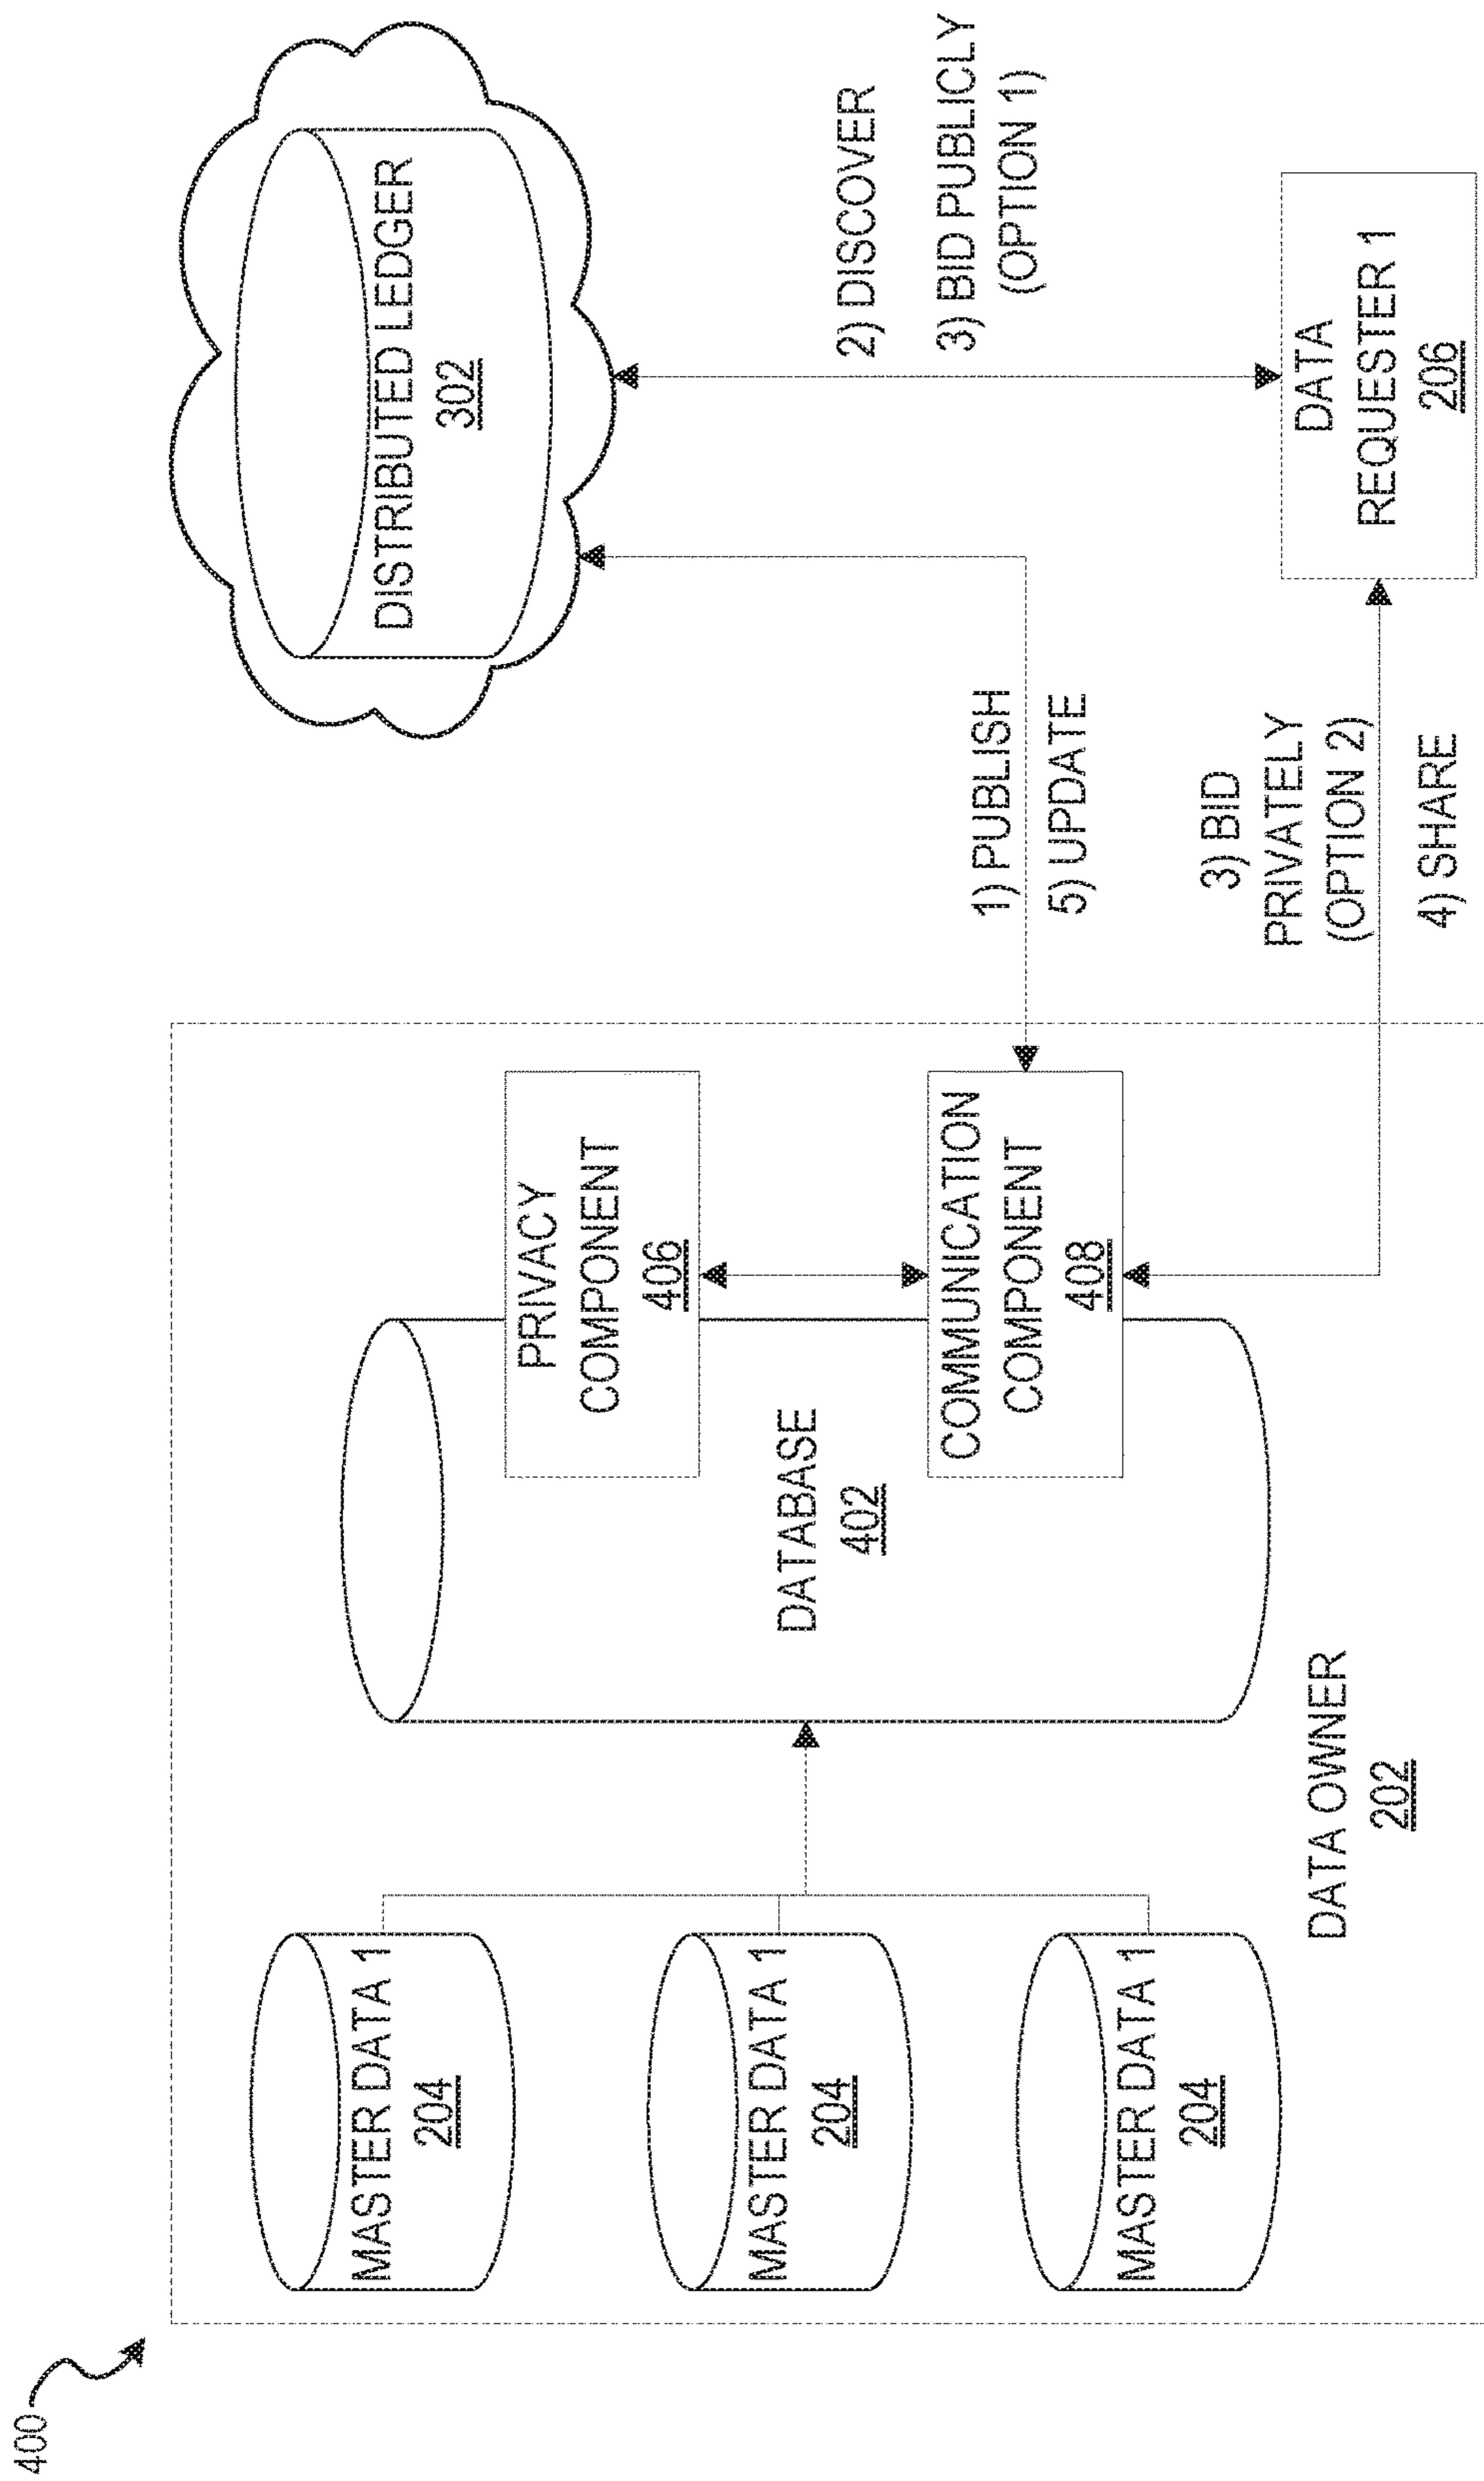 400
MASTER DATA 1
204
MASTER DATA 1
204
MASTER DATA 1
204
DATA OWNER
202
DATABASE
402
PRIVACY
COMPONENT
406
COMMUNICATION
COMPONENT
408
1) PUBLISH
5) UPDATE
3) BID
PRIVATELY
(OPTION 2)
4) SHARE
DISTRIBUTED LEDGER
302
2) DISCOVER
3) BID PUBLICLY
(OPTION 1)
DATA
REQUESTER 1
206